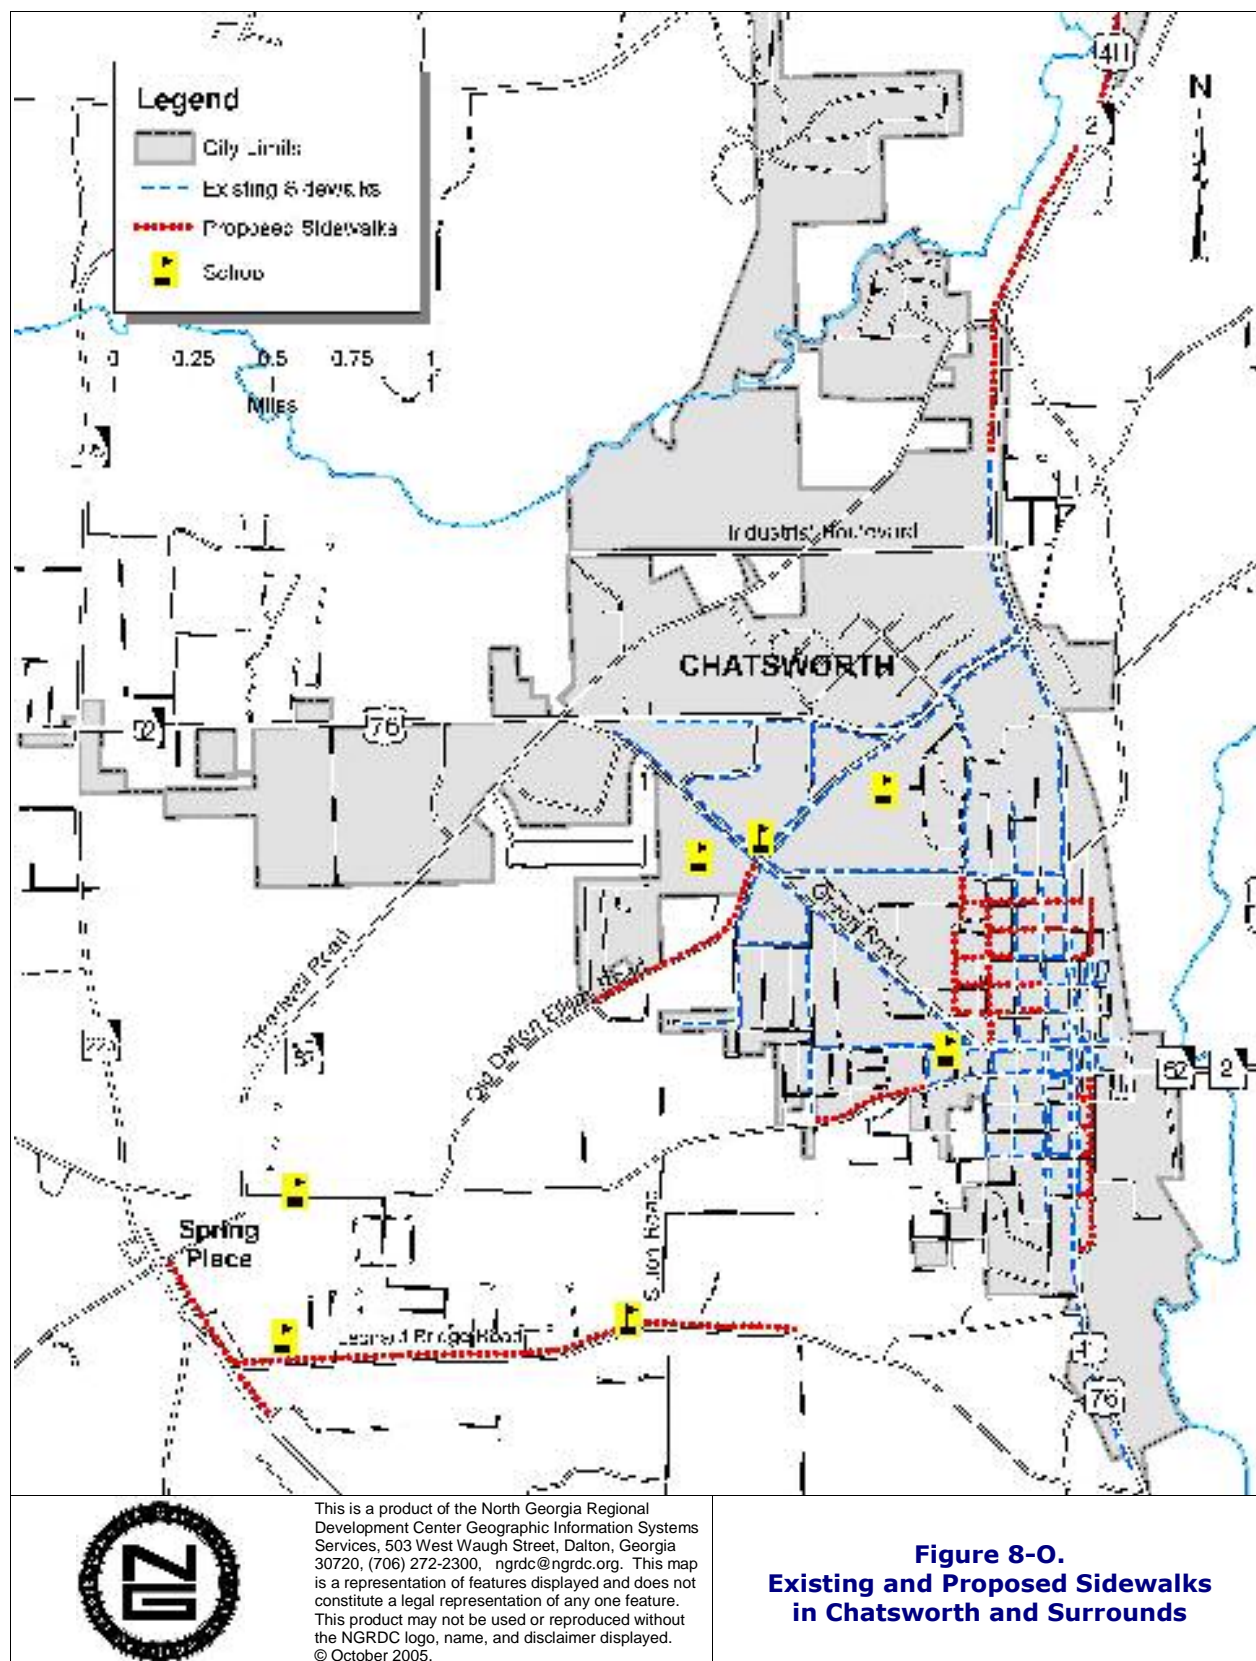 411
2
N
Legend
City Limits
Existing Sidewalks
Proposed Sidewalks
School
0 0.25 0.5 0.75 1
Miles
Industrial Boulevard
CHATSWORTH
76
52
Green Road
Treadwell Road
Old Dalton Ellijay Road
52
2
Spring
Place
Leonard Bridge Road
76
NG
This is a product of the North Georgia Regional
Development Center Geographic Information Systems
Services, 503 West Waugh Street, Dalton, Georgia
30720, (706) 272-2300, ngrdc@ngrdc.org. This map
is a representation of features displayed and does not
constitute a legal representation of any one feature.
This product may not be used or reproduced without
the NGRDC logo, name, and disclaimer displayed.
© October 2005.
Figure 8-O.
Existing and Proposed Sidewalks
in Chatsworth and Surrounds